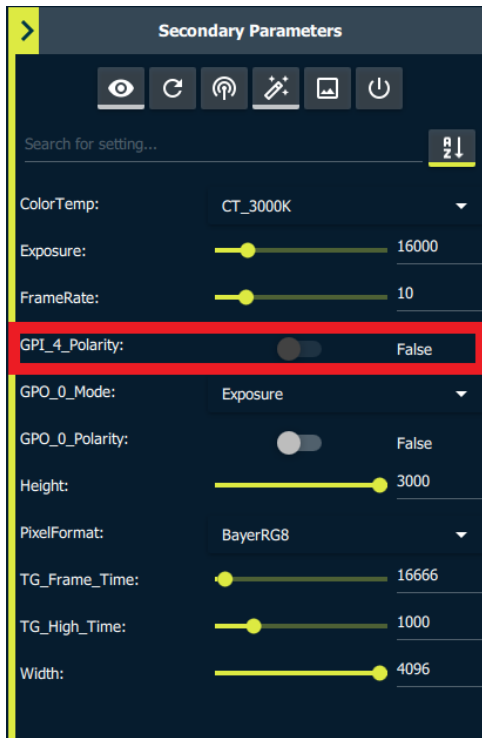 Secondary Parameters
Search for setting...
A
Z
ColorTemp: CT_3000K
Exposure: 16000
FrameRate: 10
GPI_4_Polarity: False
GPO_0_Mode: Exposure
GPO_0_Polarity: False
Height: 3000
PixelFormat: BayerRG8
TG_Frame_Time: 16666
TG_High_Time: 1000
Width: 4096